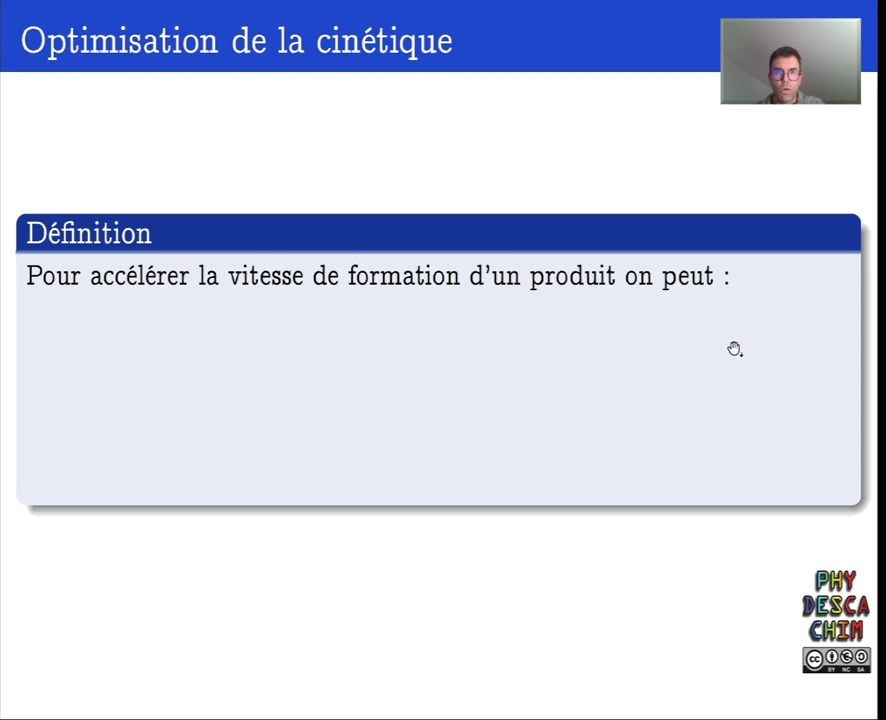 Optimisation de la cinétique
Définition
Pour accélérer la vitesse de formation d'un produit on peut :
PHY
DESCA
CHIM
cc
BY NC SA